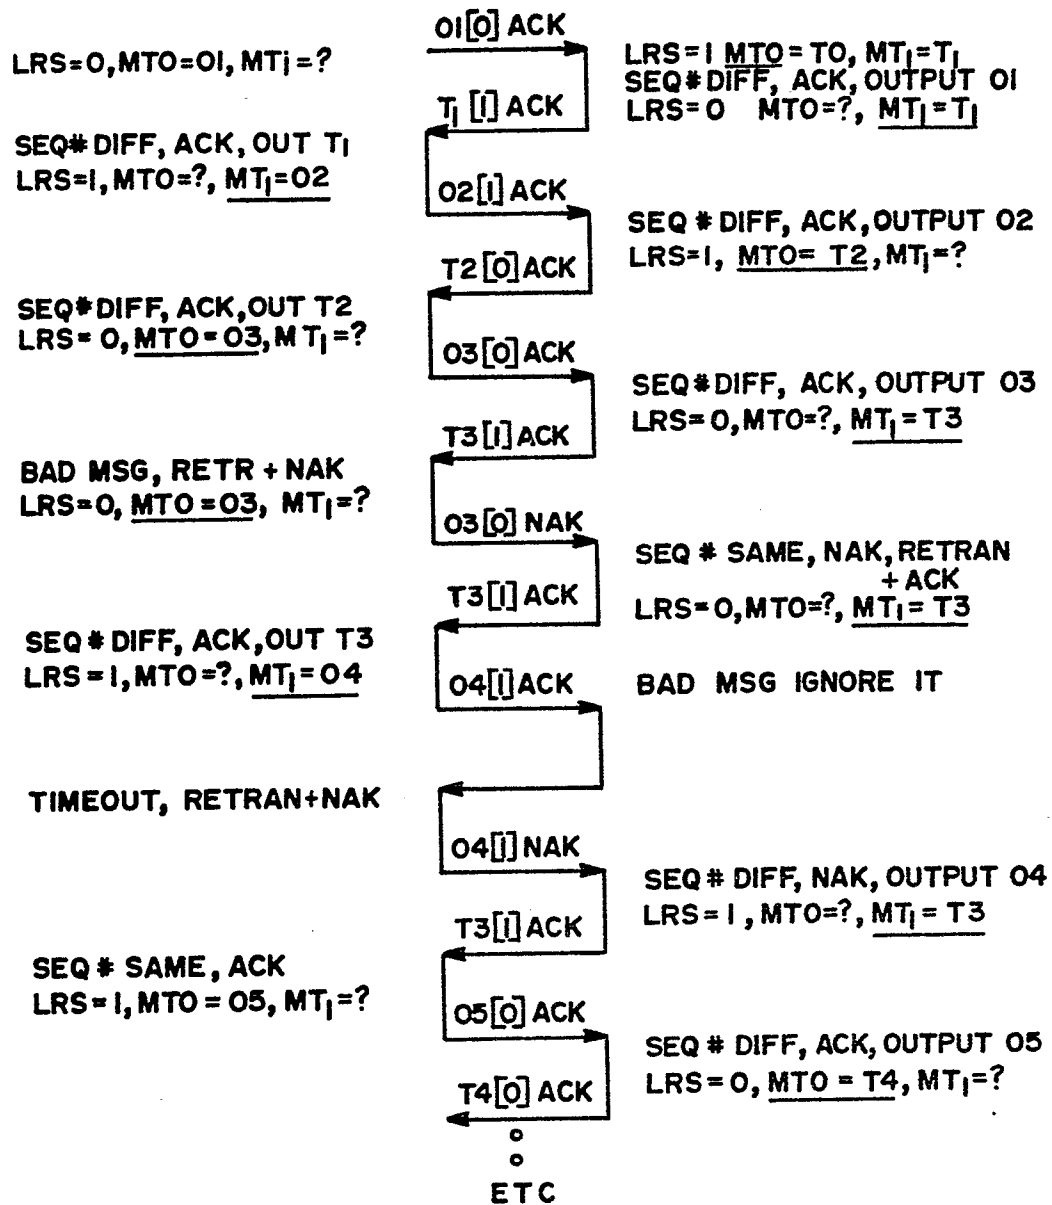 O1[0] ACK
LRS=0, MTO=O1, MT1=?
LRS=1 MTO=TO, MT1=T1
SEQ# DIFF, ACK, OUTPUT O1
LRS=0 MTO=?, MT1=T1
T1 [1] ACK
SEQ# DIFF, ACK, OUT T1
LRS=1, MTO=?, MT1=O2
O2[1] ACK
SEQ # DIFF, ACK, OUTPUT O2
LRS=1, MTO= T2, MT1=?
T2[0] ACK
SEQ# DIFF, ACK, OUT T2
LRS= 0, MTO=O3, MT1=?
O3[0] ACK
SEQ# DIFF, ACK, OUTPUT O3
LRS= 0, MTO=?, MT1= T3
T3[1] ACK
BAD MSG, RETR + NAK
LRS=0, MTO=O3, MT1=?
O3[0] NAK
SEQ # SAME, NAK, RETRAN
+ ACK
LRS=0, MTO=?, MT1= T3
T3[1] ACK
SEQ # DIFF, ACK, OUT T3
LRS = 1, MTO=?, MT1= O4
O4[1] ACK
BAD MSG IGNORE IT
TIMEOUT, RETRAN+NAK
O4[1] NAK
SEQ # DIFF, NAK, OUTPUT O4
LRS= 1, MTO=?, MT1= T3
T3[1] ACK
SEQ # SAME, ACK
LRS=1, MTO = O5, MT1=?
O5[0] ACK
SEQ # DIFF, ACK, OUTPUT O5
LRS= 0, MTO = T4, MT1=?
T4[0] ACK
ETC